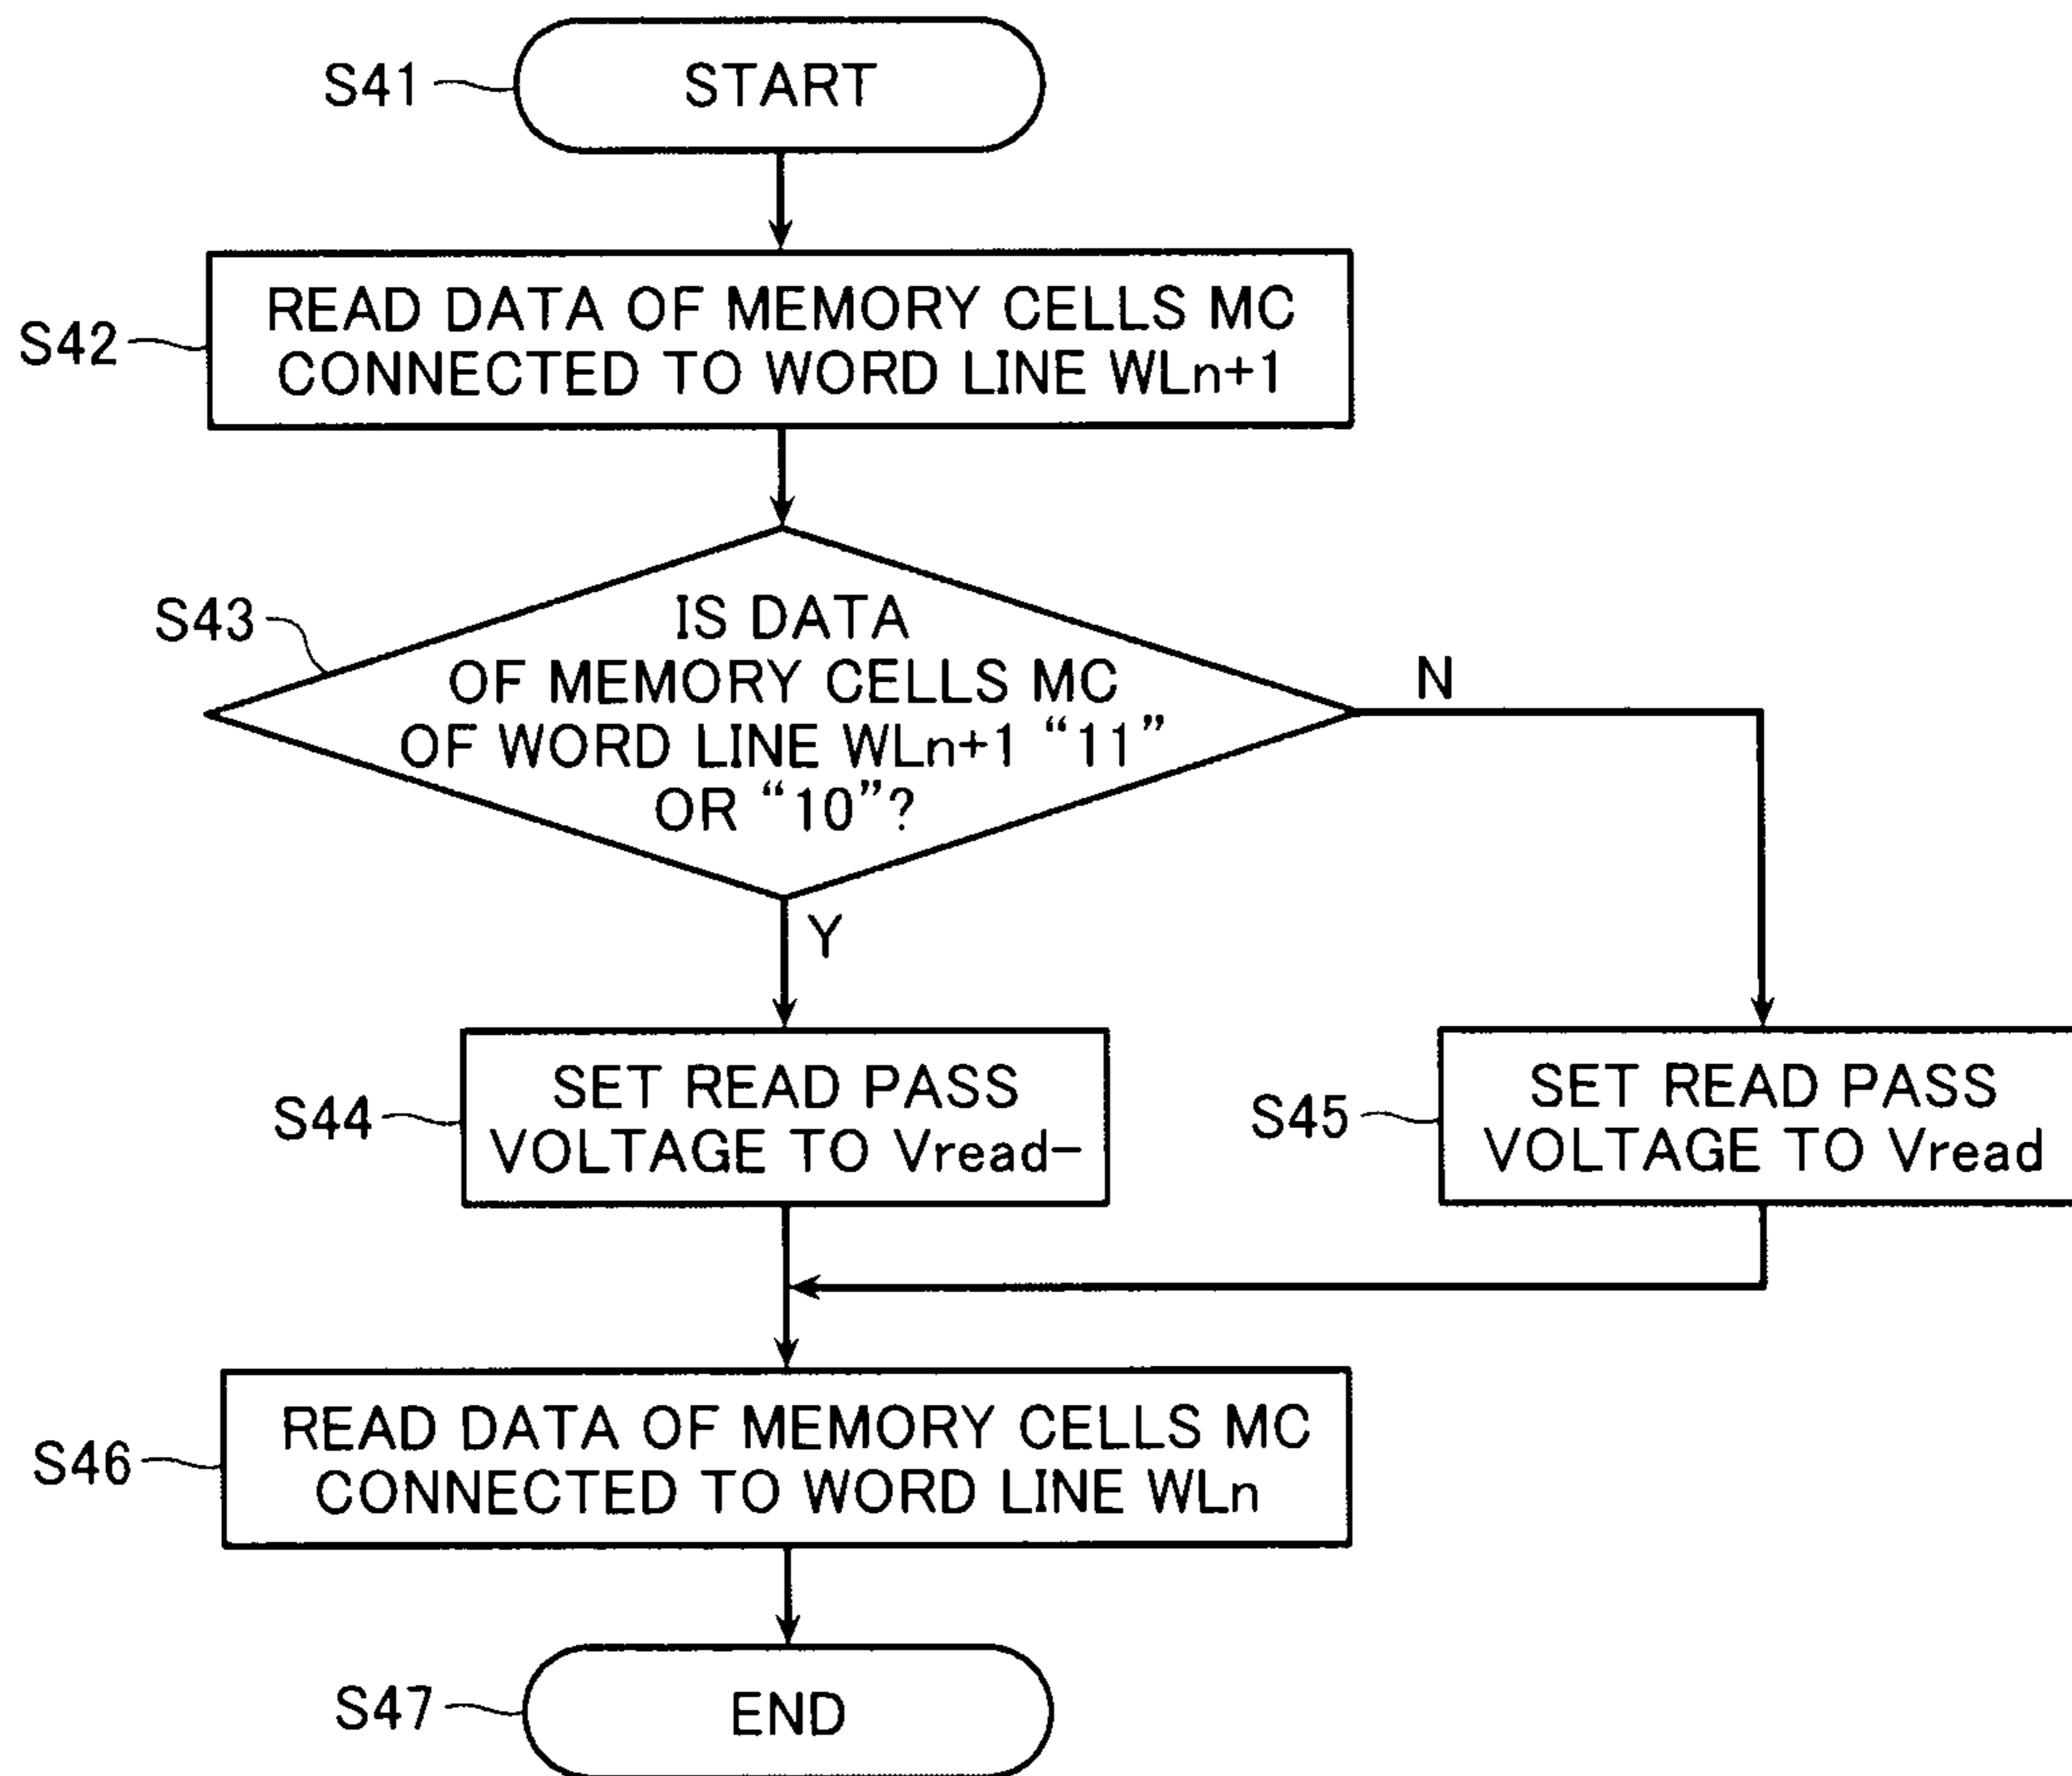 S41
START
S42
READ DATA OF MEMORY CELLS MC
CONNECTED TO WORD LINE WLn+1
S43
IS DATA
OF MEMORY CELLS MC
OF WORD LINE WLn+1 “11”
OR “10”?
N
Y
S44
SET READ PASS
VOLTAGE TO Vread−
S45
SET READ PASS
VOLTAGE TO Vread
S46
READ DATA OF MEMORY CELLS MC
CONNECTED TO WORD LINE WLn
S47
END